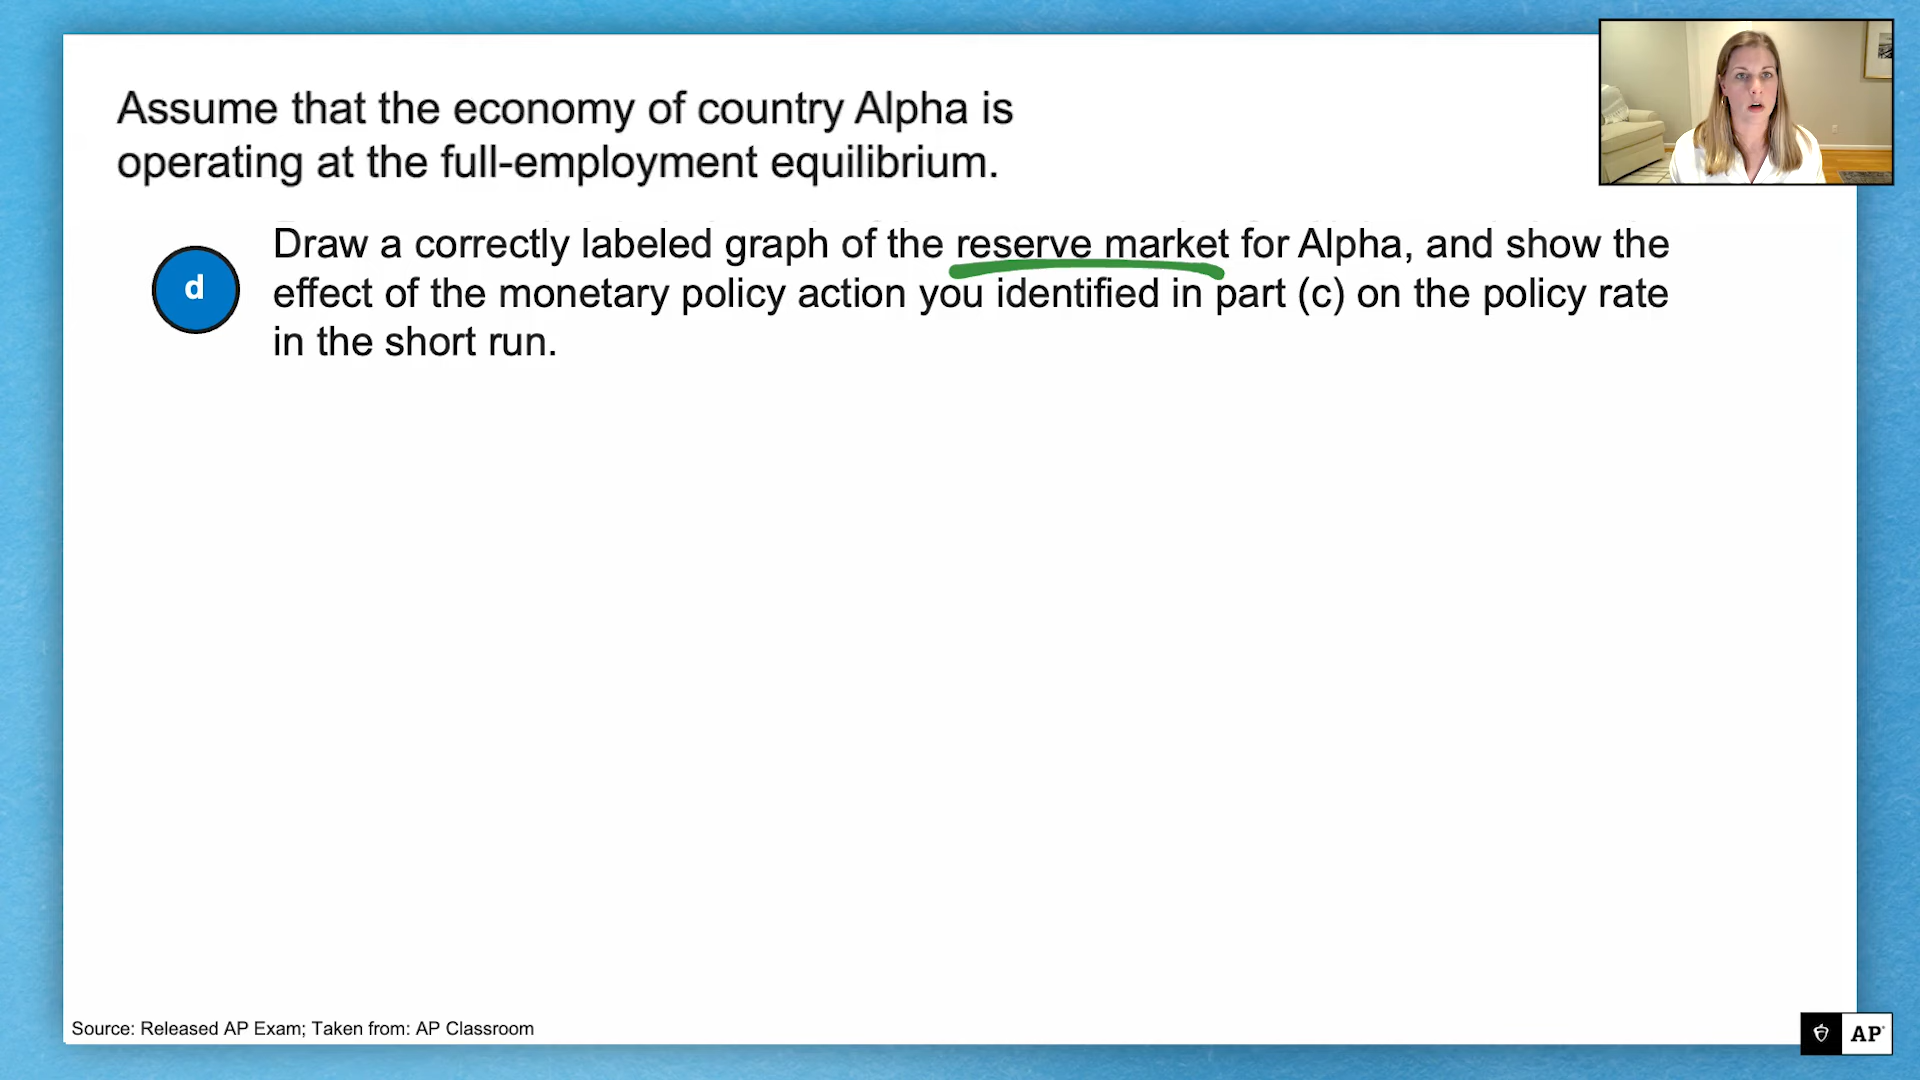 Assume that the economy of country Alpha is
operating at the full-employment equilibrium.
d
Draw a correctly labeled graph of the reserve market for Alpha, and show the
effect of the monetary policy action you identified in part (c) on the policy rate
in the short run.
Source: Released AP Exam; Taken from: AP Classroom
AP